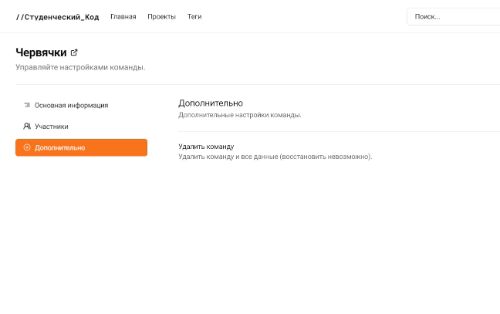 //Студенческий_Код Главная Проекты Теги Поиск...
Червячки
Управляйте настройками команды.
Основная информация
Участники
Дополнительно
Дополнительно
Дополнительные настройки команды.
Удалить команду
Удалить команду и все данные (восстановить невозможно).